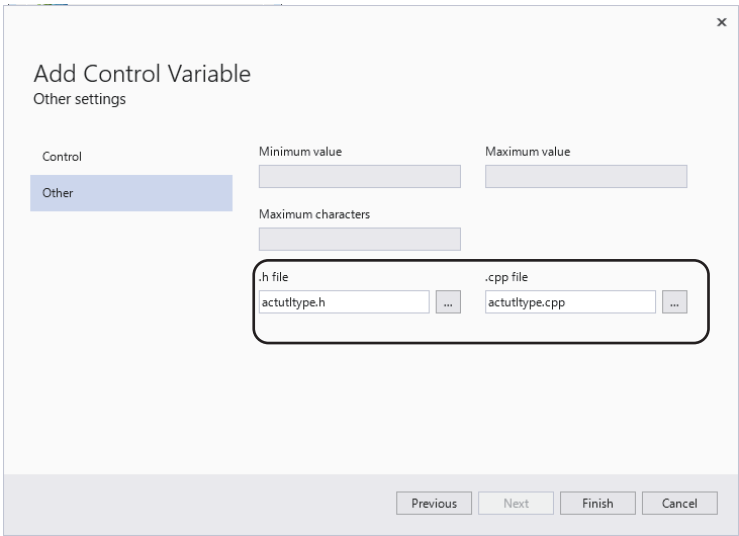 Add Control Variable
Other settings
Control
Other
Minimum value
Maximum value
Maximum characters
.h file
.cpp file
actutltype.h
...
actutltype.cpp
...
Previous
Next
Finish
Cancel